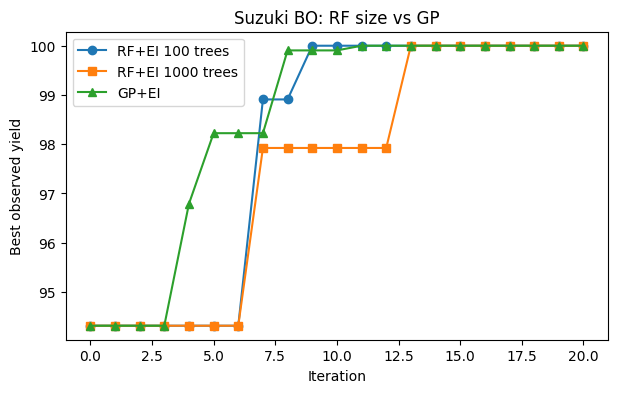 Suzuki BO: RF size vs GP
100
99
98
97
96
95
Best observed yield
RF+EI 100 trees
RF+EI 1000 trees
GP+EI
0.0 2.5 5.0 7.5 10.0 12.5 15.0 17.5 20.0
Iteration